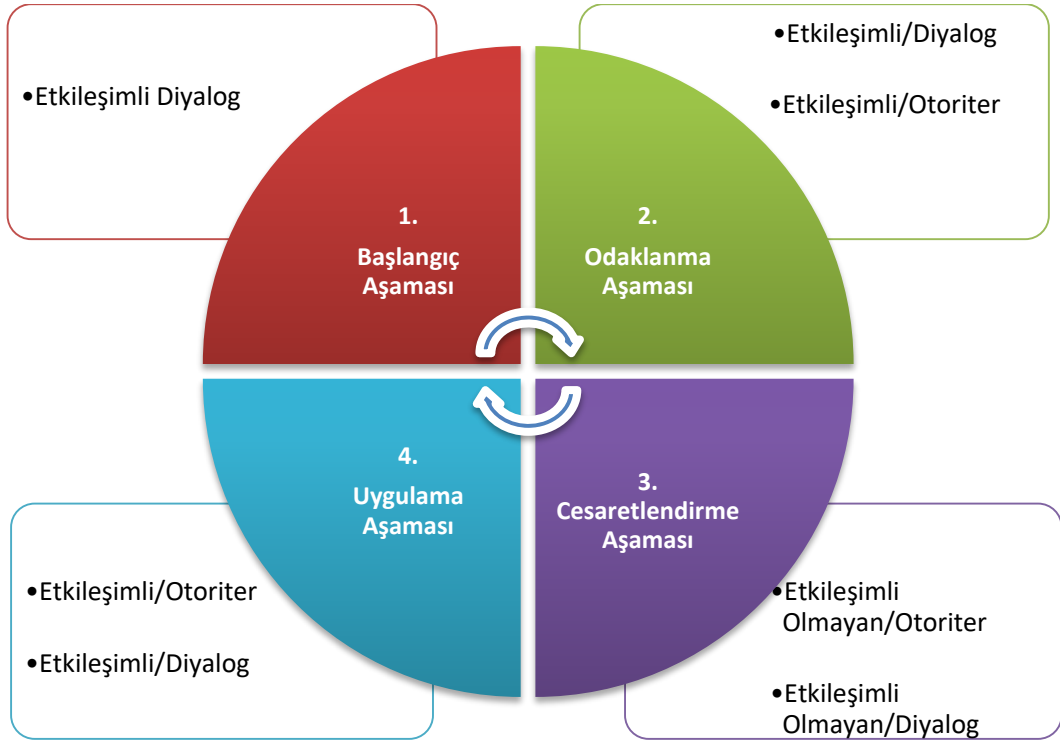 •Etkileşimli Diyalog
1.
Başlangıç
Aşaması
•Etkileşimli/Diyalog
•Etkileşimli/Otoriter
2.
Odaklanma
Aşaması
3.
Cesaretlendirme
Aşaması
•Etkileşimli
Olmayan/Otoriter
•Etkileşimli
Olmayan/Diyalog
4.
Uygulama
Aşaması
•Etkileşimli/Otoriter
•Etkileşimli/Diyalog